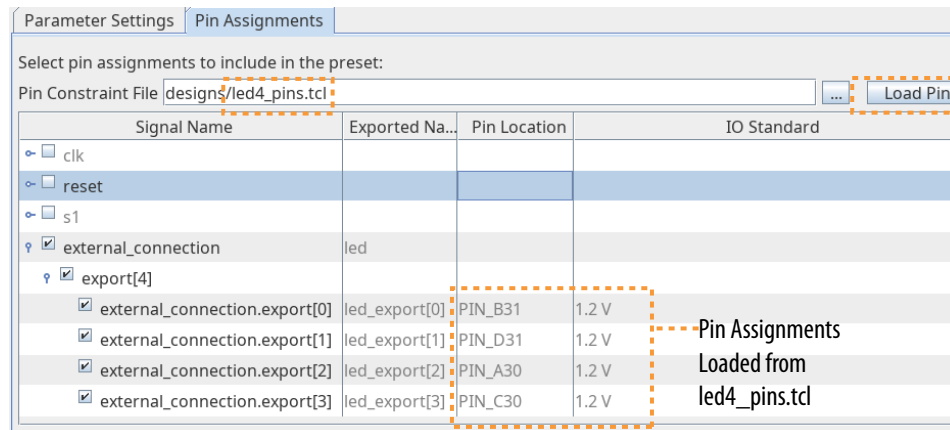 Parameter Settings Pin Assignments
Select pin assignments to include in the preset:
Pin Constraint File designs/led4_pins.tcl ... Load Pin
Signal Name Exported Na... Pin Location IO Standard
clk
reset
s1
external_connection led
export[4]
external_connection.export[0] led_export[0] PIN_B31 1.2 V
external_connection.export[1] led_export[1] PIN_D31 1.2 V
external_connection.export[2] led_export[2] PIN_A30 1.2 V
external_connection.export[3] led_export[3] PIN_C30 1.2 V
Pin Assignments
Loaded from
led4_pins.tcl